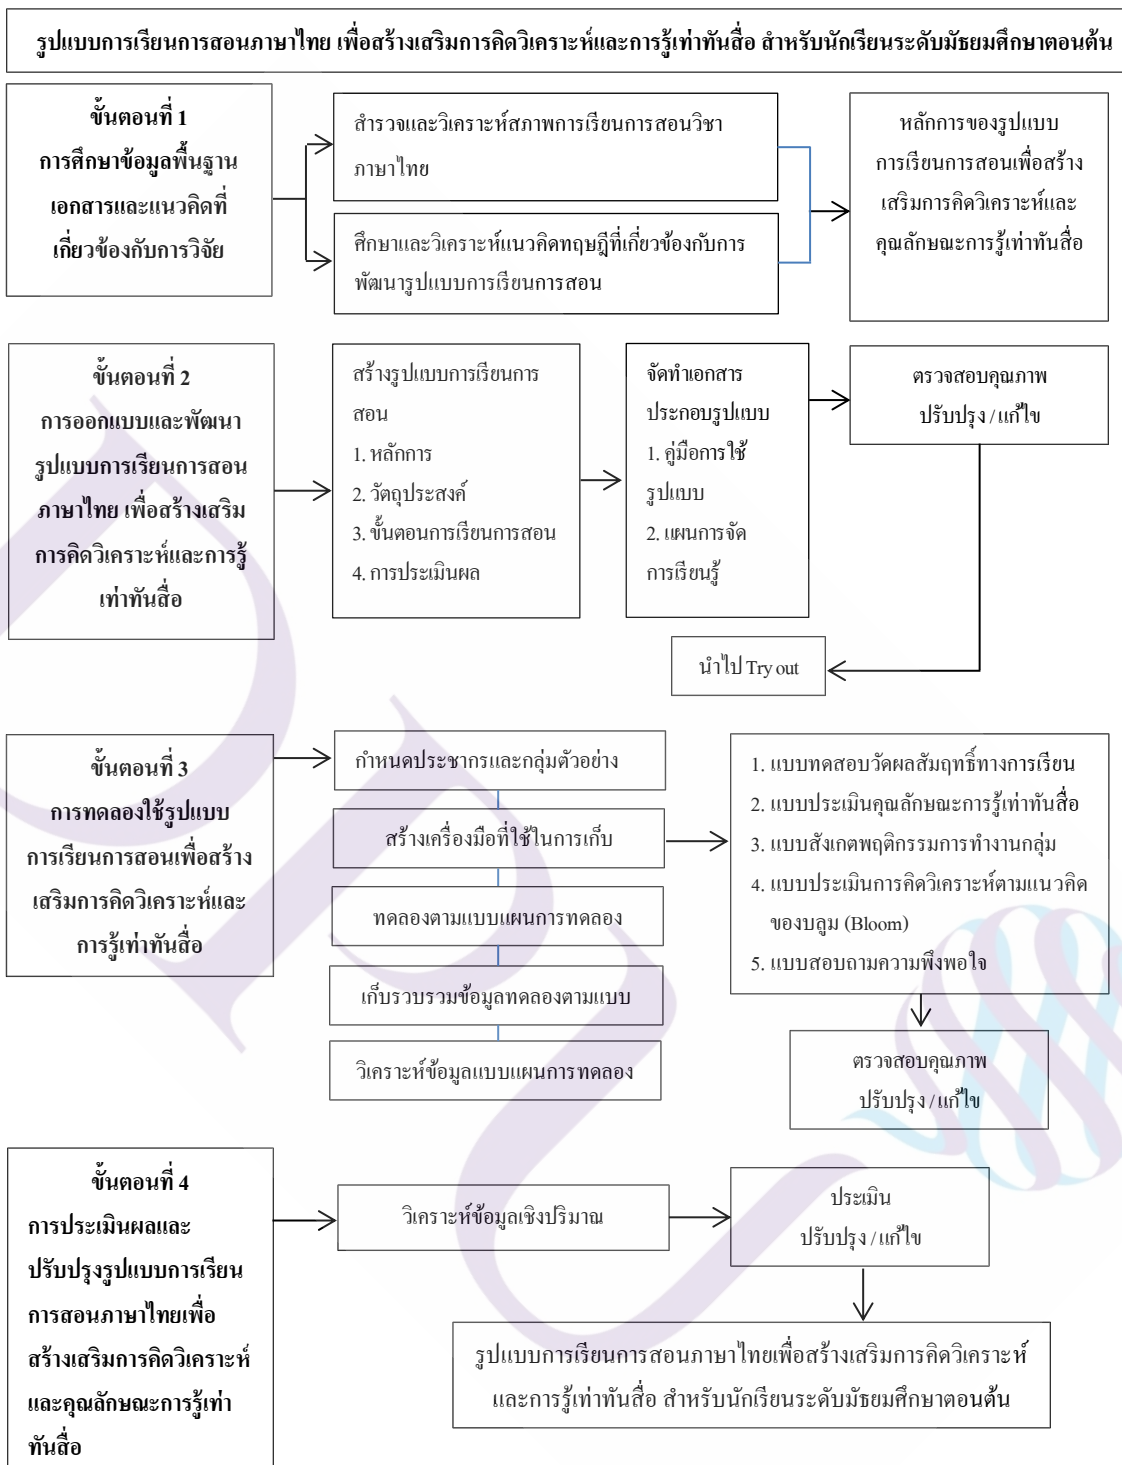 รูปแบบการเรียนการสอนภาษาไทย เพื่อสร้างเสริมการคิดวิเคราะห์และการรู้เท่าทันสื่อ สำหรับนักเรียนระดับมัธยมศึกษาตอนต้น
ขั้นตอนที่ 1
การศึกษาข้อมูลพื้นฐาน
เอกสารและแนวคิดที่
เกี่ยวข้องกับการวิจัย
สำรวจและวิเคราะห์สภาพการเรียนการสอนวิชา
ภาษาไทย
ศึกษาและวิเคราะห์แนวคิดทฤษฎีที่เกี่ยวข้องกับการ
พัฒนารูปแบบการเรียนการสอน
หลักการของรูปแบบ
การเรียนการสอนเพื่อสร้าง
เสริมการคิดวิเคราะห์และ
คุณลักษณะการรู้เท่าทันสื่อ
ขั้นตอนที่ 2
การออกแบบและพัฒนา
รูปแบบการเรียนการสอน
ภาษาไทย เพื่อสร้างเสริม
การคิดวิเคราะห์และการรู้
เท่าทันสื่อ
สร้างรูปแบบการเรียนการ
สอน
1. หลักการ
2. วัตถุประสงค์
3. ขั้นตอนการเรียนการสอน
4. การประเมินผล
จัดทำเอกสาร
ประกอบรูปแบบ
1. คู่มือการใช้
รูปแบบ
2. แผนการจัด
การเรียนรู้
ตรวจสอบคุณภาพ
ปรับปรุง /แก้ไข
นำไป Try out
ขั้นตอนที่ 3
การทดลองใช้รูปแบบ
การเรียนการสอนเพื่อสร้าง
เสริมการคิดวิเคราะห์และ
การรู้เท่าทันสื่อ
กำหนดประชากรและกลุ่มตัวอย่าง
สร้างเครื่องมือที่ใช้ในการเก็บ
ทดลองตามแบบแผนการทดลอง
เก็บรวบรวมข้อมูลทดลองตามแบบ
วิเคราะห์ข้อมูลแบบแผนการทดลอง
1. แบบทดสอบวัดผลสัมฤทธิ์ทางการเรียน
2. แบบประเมินคุณลักษณะการรู้เท่าทันสื่อ
3. แบบสังเกตพฤติกรรมการทำงานกลุ่ม
4. แบบประเมินการคิดวิเคราะห์ตามแนวคิด
ของบลูม (Bloom)
5. แบบสอบถามความพึงพอใจ
ตรวจสอบคุณภาพ
ปรับปรุง /แก้ไข
ขั้นตอนที่ 4
การประเมินผลและ
ปรับปรุงรูปแบบการเรียน
การสอนภาษาไทยเพื่อ
สร้างเสริมการคิดวิเคราะห์
และคุณลักษณะการรู้เท่า
ทันสื่อ
วิเคราะห์ข้อมูลเชิงปริมาณ
ประเมิน
ปรับปรุง /แก้ไข
รูปแบบการเรียนการสอนภาษาไทยเพื่อสร้างเสริมการคิดวิเคราะห์
และการรู้เท่าทันสื่อ สำหรับนักเรียนระดับมัธยมศึกษาตอนต้น
DPU